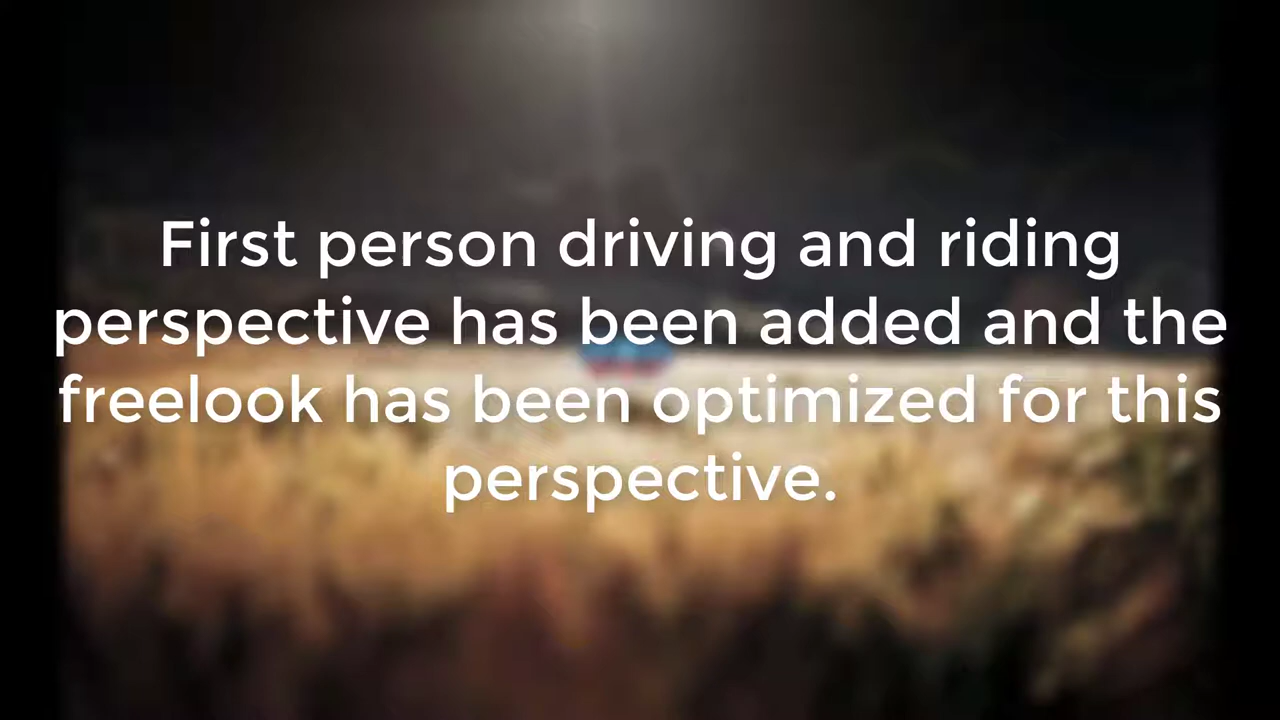 First person driving and riding
perspective has been added and the
freelook has been optimized for this
perspective.